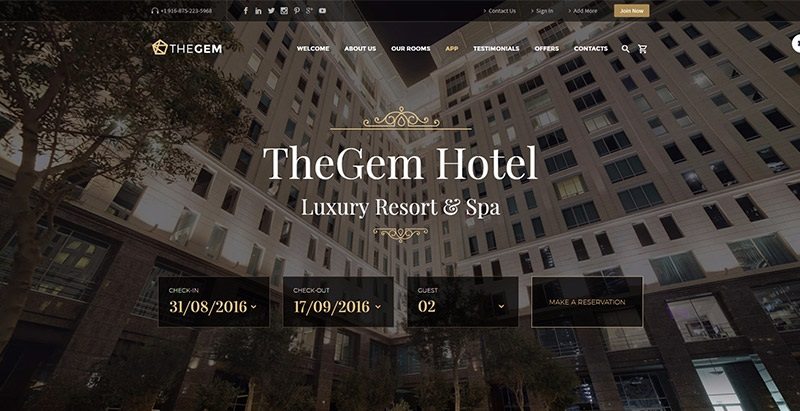 +1 916-875-223-5968
Contact Us
Sign In
Add More
Join Now
THEGEM
WELCOME
ABOUT US
OUR ROOMS
APP
TESTIMONIALS
OFFERS
CONTACTS
TheGem Hotel
Luxury Resort & Spa
CHECK-IN
31/08/2016
CHECK-OUT
17/09/2016
GUEST
02
MAKE A RESERVATION